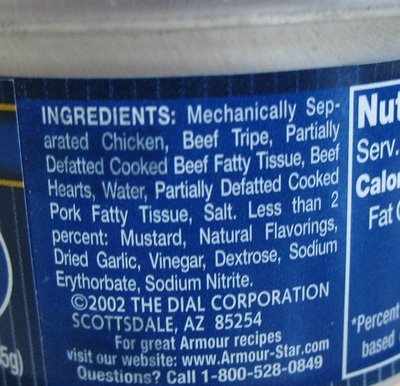 INGREDIENTS: Mechanically Sep-
arated Chicken, Beef Tripe, Partially
Defatted Cooked Beef Fatty Tissue, Beef
Hearts, Water, Partially Defatted Cooked
Pork Fatty Tissue, Salt. Less than 2
percent: Mustard, Natural Flavorings,
Dried Garlic, Vinegar, Dextrose, Sodium
Erythorbate, Sodium Nitrite.
©2002 THE DIAL CORPORATION
SCOTTSDALE, AZ 85254
For great Armour recipes
visit our website: www.Armour-Star.com
Questions? Call 1-800-528-0849
5g)
Nut
Serv.
Calor
Fat
*Percent
based